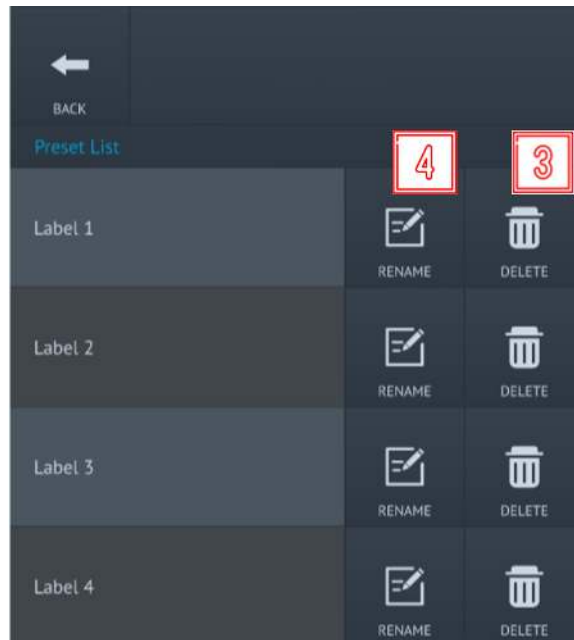 BACK
Preset List
4
3
Label 1
RENAME
DELETE
Label 2
RENAME
DELETE
Label 3
RENAME
DELETE
Label 4
RENAME
DELETE